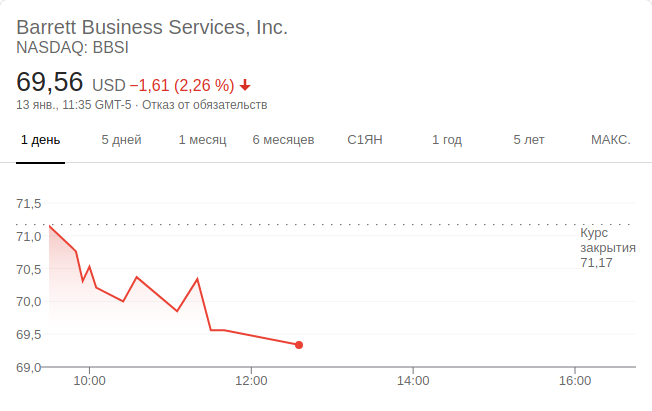 Barrett Business Services, Inc.
NASDAQ: BBSI
69,56 USD −1,61 (2,26 %)
13 янв., 11:35 GMT-5 · Отказ от обязательств
1 день 5 дней 1 месяц 6 месяцев С1ЯН 1 год 5 лет МАКС.
71,5
71,0
70,5
70,0
69,5
69,0
Курс
закрытия
71,17
10:00 12:00 14:00 16:00